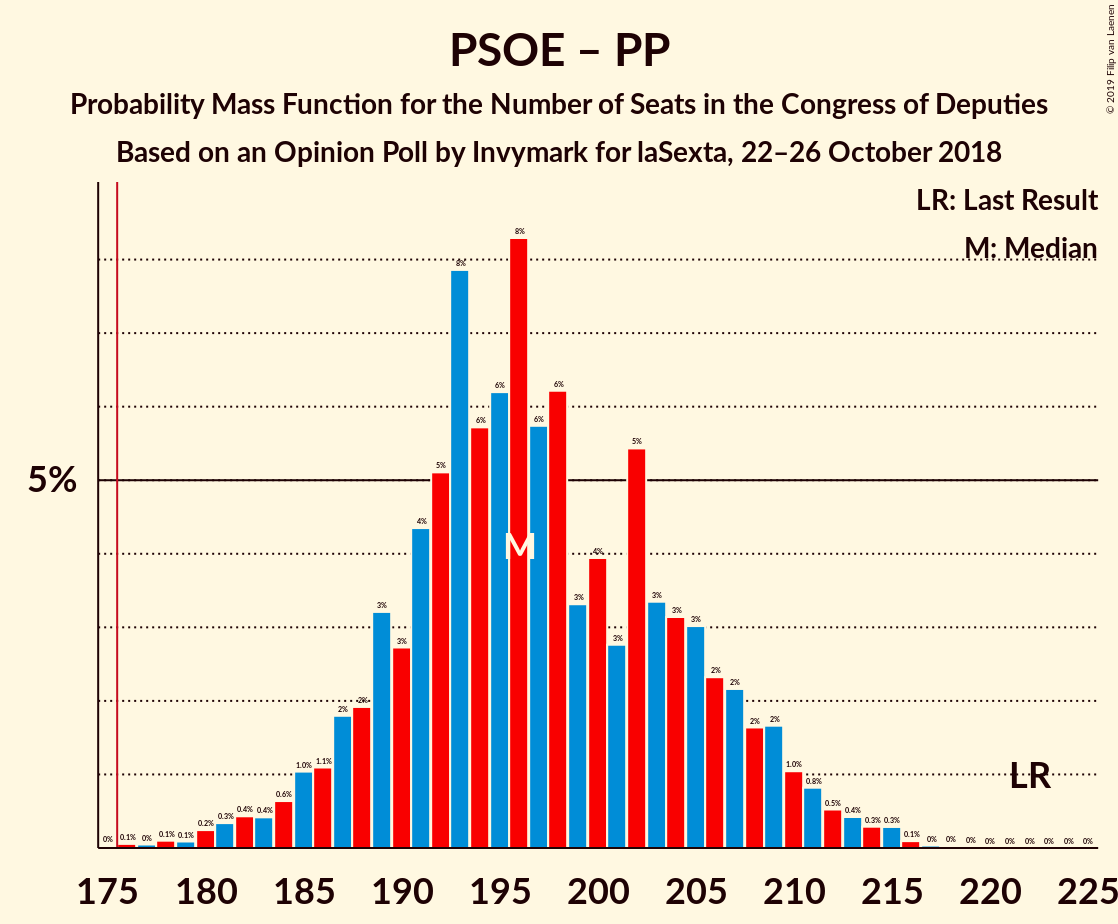 PSOE – PP
Probability Mass Function for the Number of Seats in the Congress of Deputies
Based on an Opinion Poll by Invymark for laSexta, 22–26 October 2018
© 2019 Filip van Laenen
LR: Last Result
M: Median
5%
0% 0.1% 0% 0.1% 0.1% 0.2% 0.3% 0.4% 0.4% 0.6% 1.0% 1.1% 2% 2% 3% 3% 4% 5% 8% 6% 6% 8% 6% 6% 3% 4% 3% 5% 3% 3% 3% 2% 2% 2% 2% 1.0% 0.8% 0.5% 0.4% 0.3% 0.3% 0.1% 0% 0% 0% 0% 0% 0% 0% 0% 0%
M
LR
175 180 185 190 195 200 205 210 215 220 225